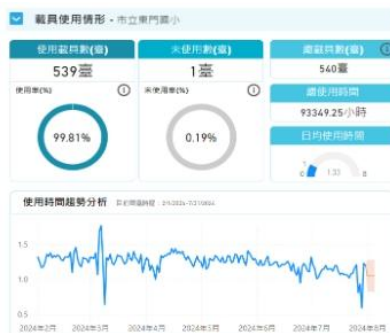 載具使用情形 - 市立東門國小
使用載具數(臺)
539臺
使用率(%)
99.81%
未使用數(臺)
1臺
未使用率(%)
0.19%
總載具數(臺)
540臺
總使用時間
93349.25小時
日均使用時間
1.33
使用時間趨勢分析
1.5
1.0
0.5
2024年2月 2024年3月 2024年4月 2024年5月 2024年6月 2024年7月 2024年8月